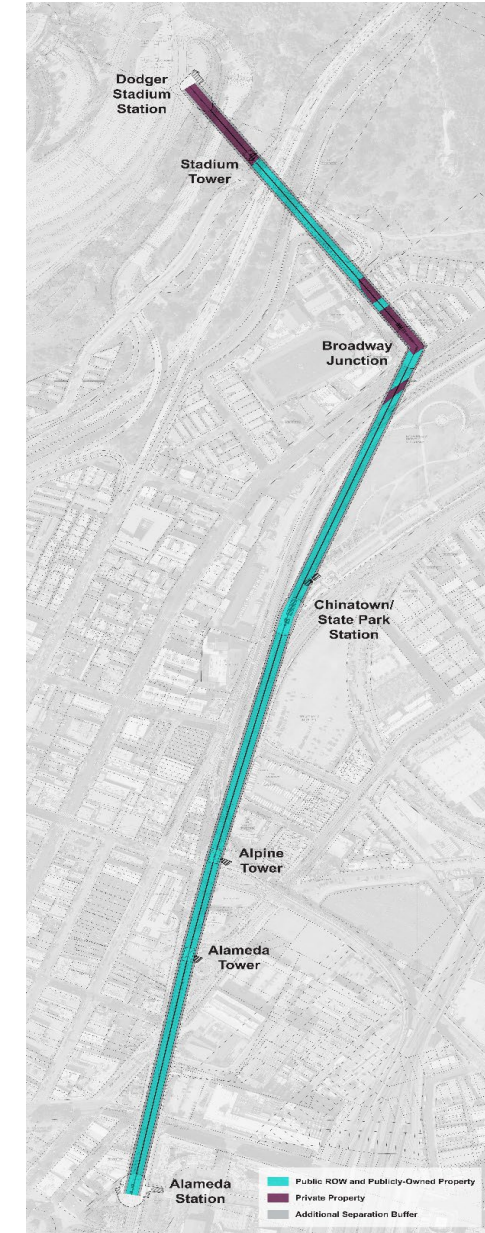 Dodger
Stadium
Station
Stadium
Tower
Broadway
Junction
Chinatown/
State Park
Station
Alpine
Tower
Alameda
Tower
Alameda
Station
Public ROW and Publicly-Owned Property
Private Property
Additional Separation Buffer